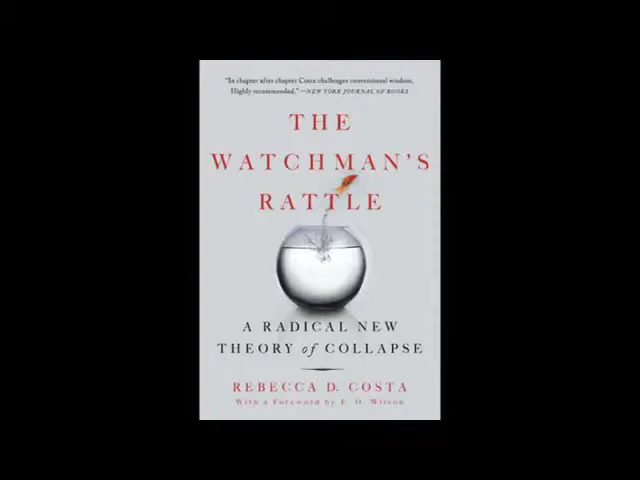 "In chapter after chapter Costa challenges conventional wisdom.
Highly recommended." —NEW YORK JOURNAL OF BOOKS
THE
WATCHMAN'S
RATTLE
A RADICAL NEW
THEORY of COLLAPSE
REBECCA D. COSTA
With a Foreword by E. O. Wilson